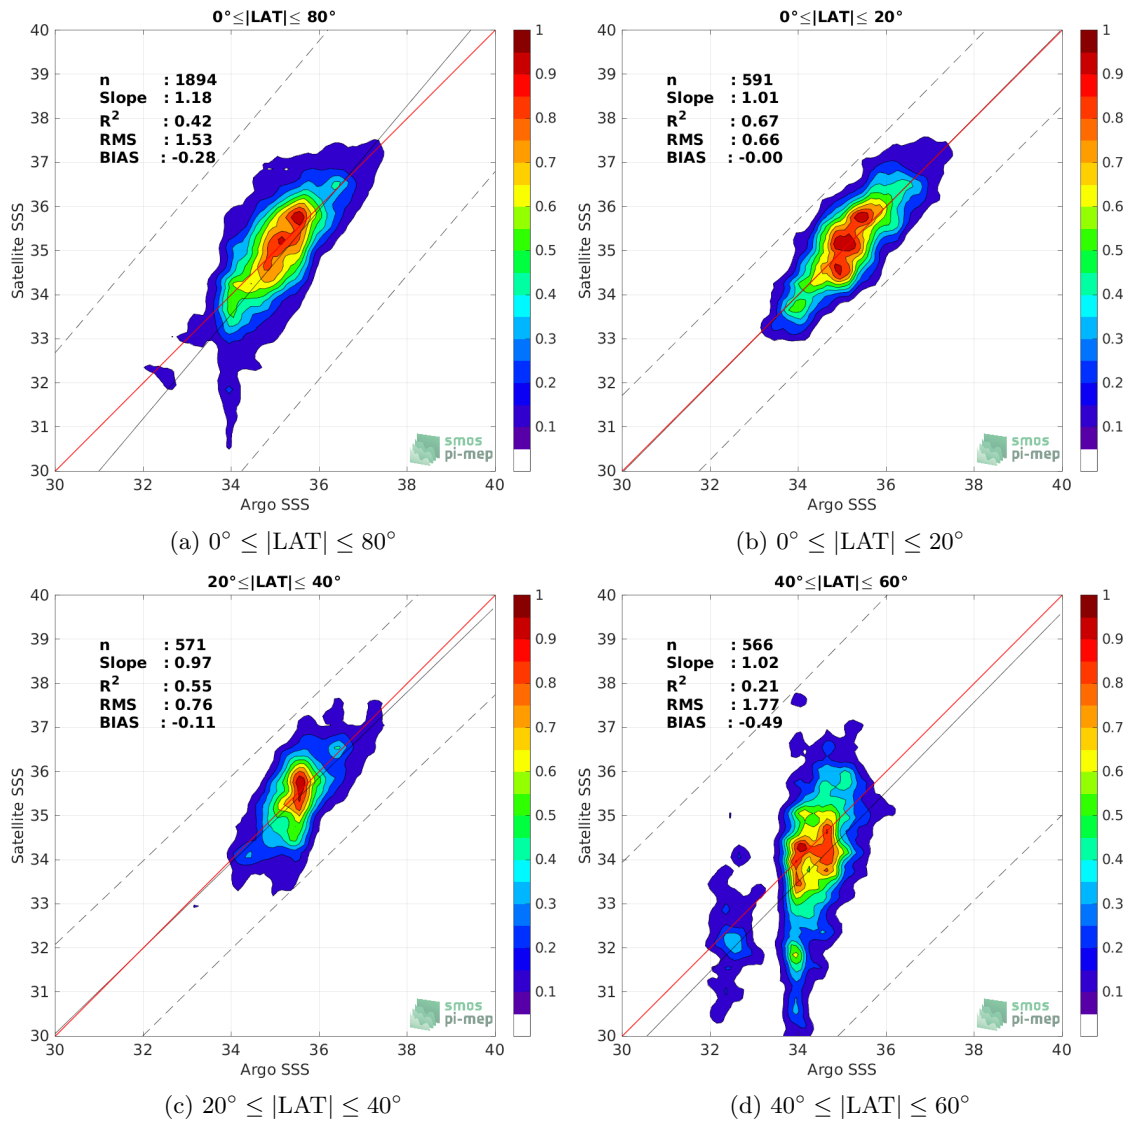 0°≤|LAT|≤ 80°
40
39
38
37
36
35
34
33
32
31
30
Satellite SSS
n : 1894
Slope : 1.18
R² : 0.42
RMS : 1.53
BIAS : -0.28
smos
pi-mep
30 32 34 36 38 40
Argo SSS
1
0.9
0.8
0.7
0.6
0.5
0.4
0.3
0.2
0.1
(a) 0° ≤ |LAT| ≤ 80°
0°≤|LAT|≤ 20°
40
39
38
37
36
35
34
33
32
31
30
Satellite SSS
n : 591
Slope : 1.01
R² : 0.67
RMS : 0.66
BIAS : -0.00
smos
pi-mep
30 32 34 36 38 40
Argo SSS
1
0.9
0.8
0.7
0.6
0.5
0.4
0.3
0.2
0.1
(b) 0° ≤ |LAT| ≤ 20°
20°≤|LAT|≤ 40°
40
39
38
37
36
35
34
33
32
31
30
Satellite SSS
n : 571
Slope : 0.97
R² : 0.55
RMS : 0.76
BIAS : -0.11
smos
pi-mep
30 32 34 36 38 40
Argo SSS
1
0.9
0.8
0.7
0.6
0.5
0.4
0.3
0.2
0.1
(c) 20° ≤ |LAT| ≤ 40°
40°≤|LAT|≤ 60°
40
39
38
37
36
35
34
33
32
31
30
Satellite SSS
n : 566
Slope : 1.02
R² : 0.21
RMS : 1.77
BIAS : -0.49
smos
pi-mep
30 32 34 36 38 40
Argo SSS
1
0.9
0.8
0.7
0.6
0.5
0.4
0.3
0.2
0.1
(d) 40° ≤ |LAT| ≤ 60°